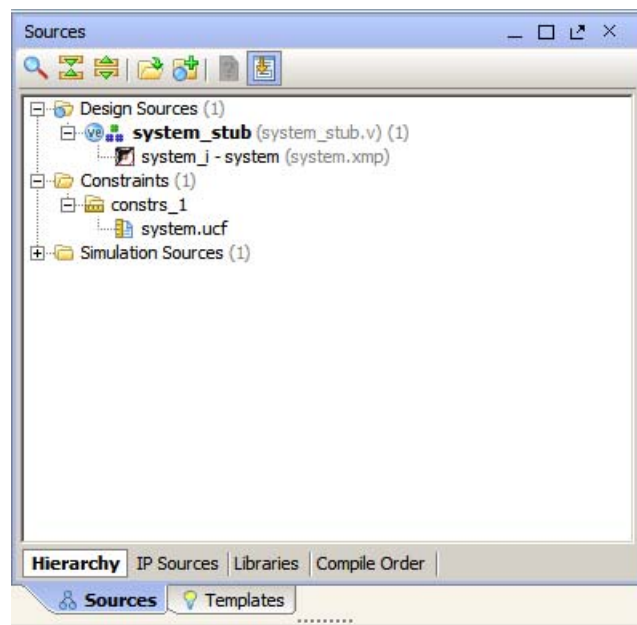 Sources
Design Sources (1)
system_stub (system_stub.v) (1)
system_i - system (system.xmp)
Constraints (1)
constrs_1
system.ucf
Simulation Sources (1)
Hierarchy IP Sources Libraries Compile Order
Sources Templates